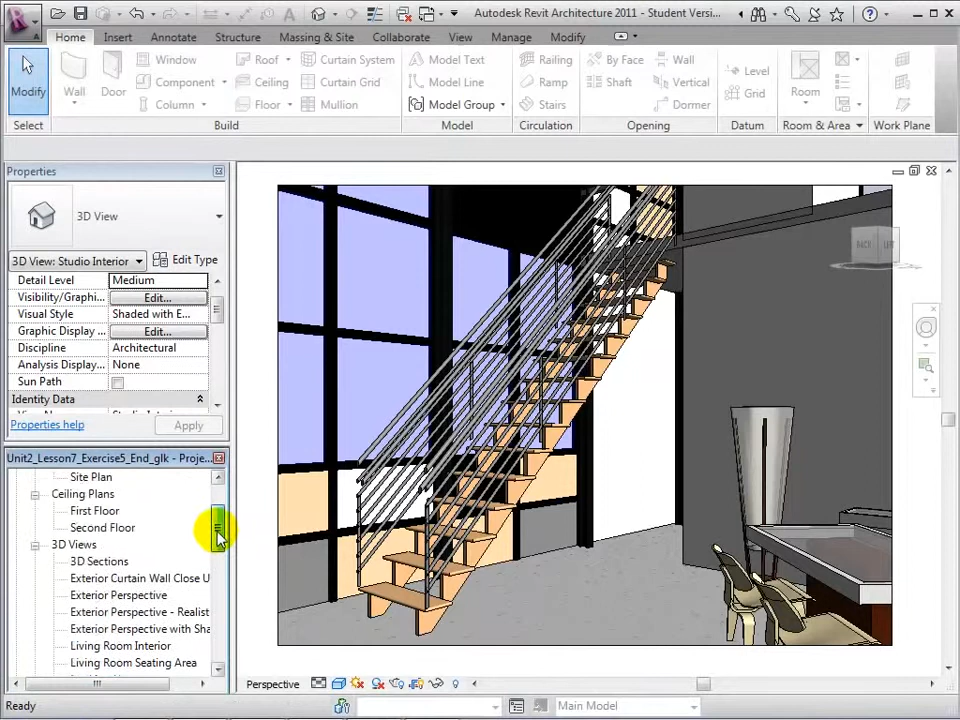 Autodesk Revit Architecture 2011 - Student Versi...
Home Insert Annotate Structure Massing & Site Collaborate View Manage Modify
Modify
Wall
Door
Window
Component
Column
Roof
Ceiling
Floor
Curtain System
Curtain Grid
Mullion
Model Text
Model Line
Model Group
Railing
Ramp
Stairs
By Face
Shaft
Wall
Vertical
Dormer
Level
Grid
Room
Select Build Model Circulation Opening Datum Room & Area Work Plane
Properties
3D View
3D View: Studio Interior Edit Type
Detail Level Medium
Visibility/Graphi... Edit...
Visual Style Shaded with E...
Graphic Display ... Edit...
Discipline Architectural
Analysis Display... None
Sun Path
Identity Data
Properties help Apply
Unit2_Lesson7_Exercise5_End_glk - Proje...
Site Plan
Ceiling Plans
First Floor
Second Floor
3D Views
3D Sections
Exterior Curtain Wall Close U
Exterior Perspective
Exterior Perspective - Realist
Exterior Perspective with Sha
Living Room Interior
Living Room Seating Area
BACK LEFT
Perspective
Ready
Main Model